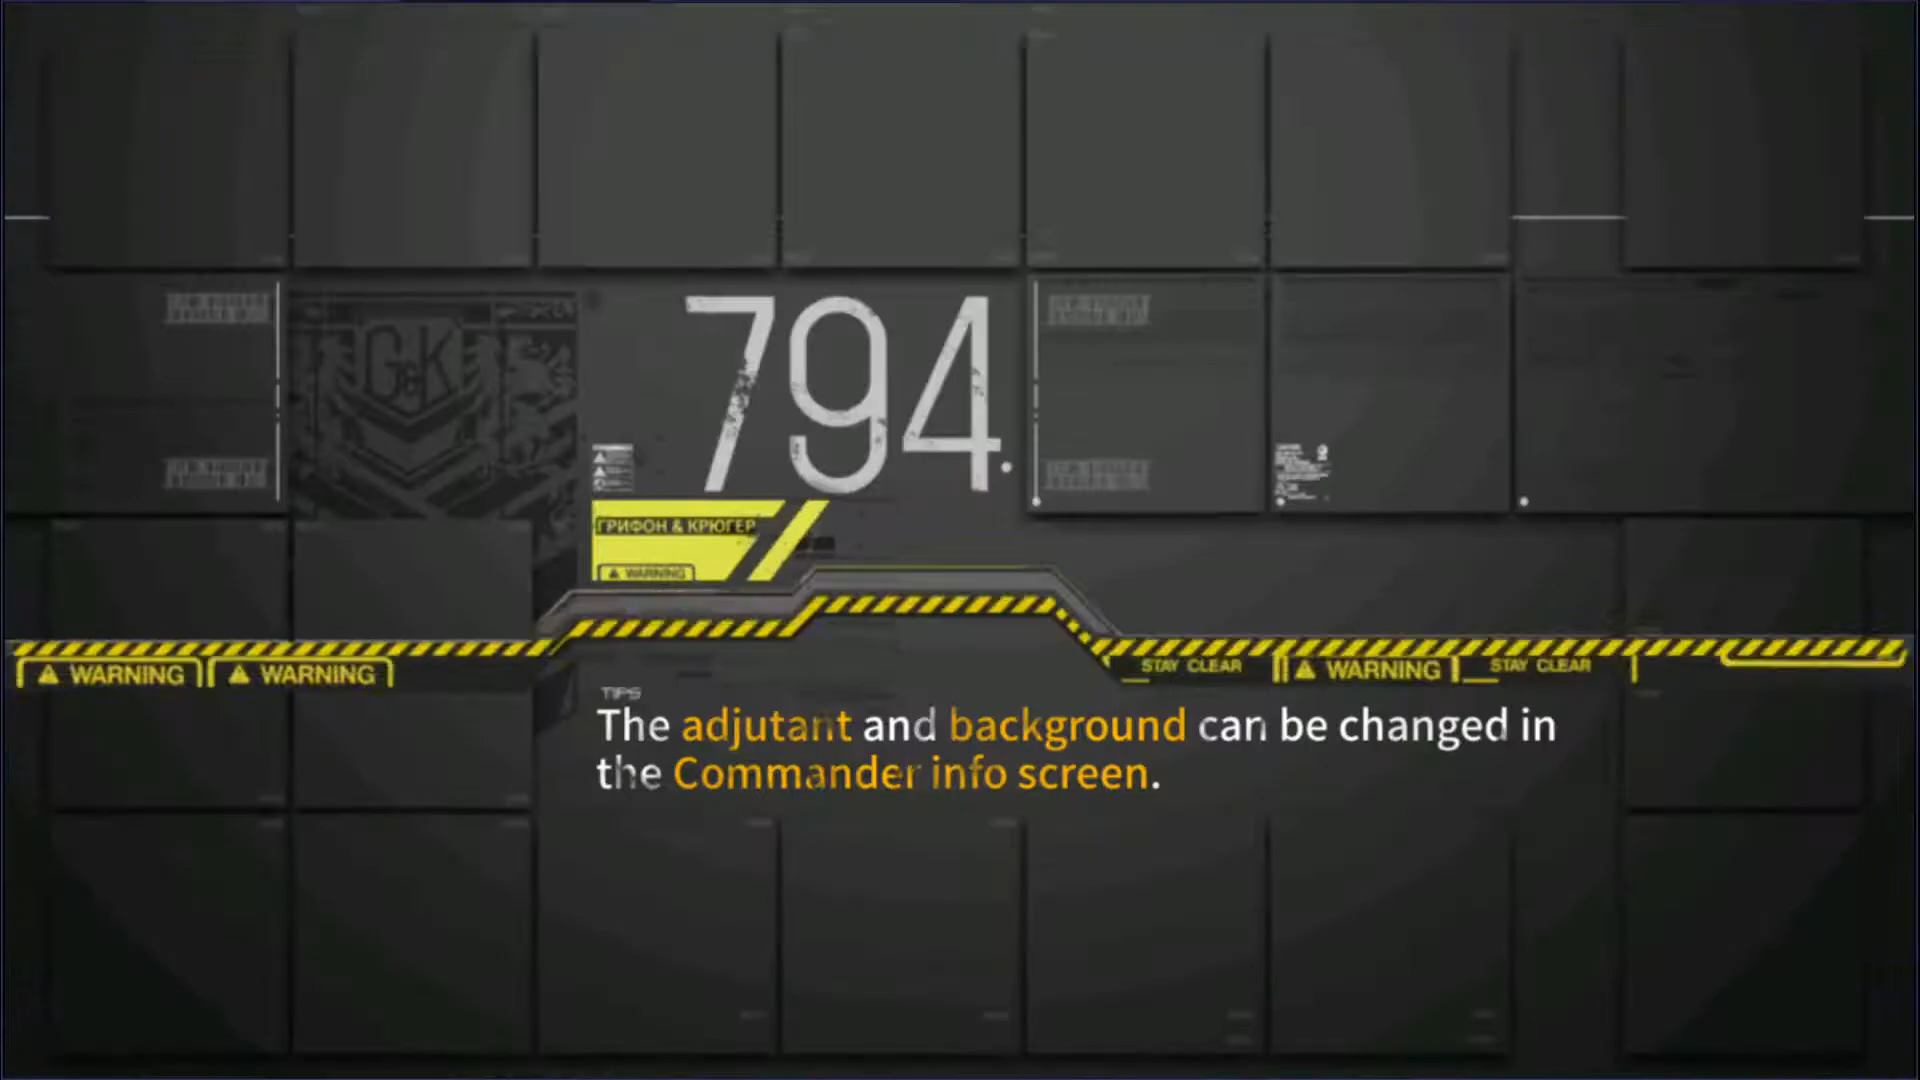 G&K
794.
ГРИФОН & КРЮГЕР
WARNING
WARNING
WARNING
STAY CLEAR
WARNING
STAY CLEAR
TIPS
The adjutant and background can be changed in
the Commander info screen.